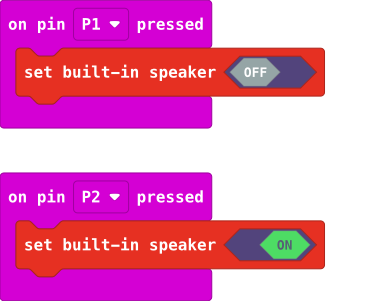 on pin P1 pressed
set built-in speaker OFF
on pin P2 pressed
set built-in speaker ON